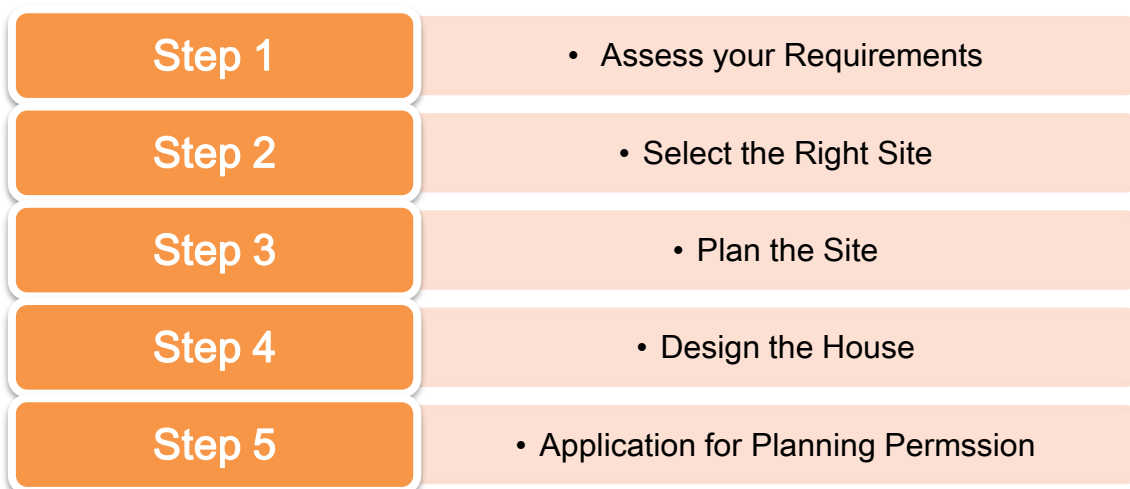 Step 1
• Assess your Requirements
Step 2
• Select the Right Site
Step 3
• Plan the Site
Step 4
• Design the House
Step 5
• Application for Planning Permssion